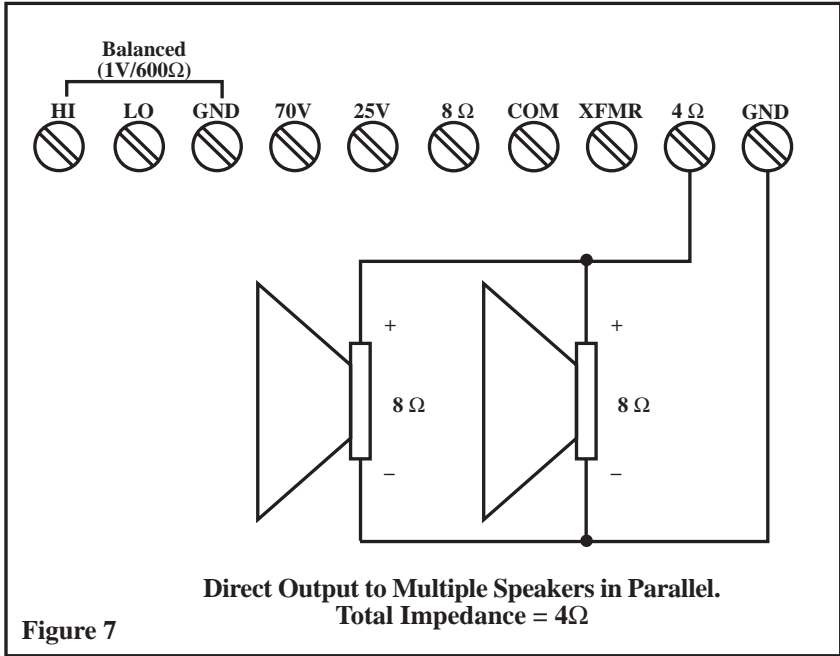 Balanced
(1V/600Ω)
HI LO GND 70V 25V 8 Ω COM XFMR 4 Ω GND
+ +
8 Ω 8 Ω
– –
Direct Output to Multiple Speakers in Parallel.
Total Impedance = 4Ω
Figure 7